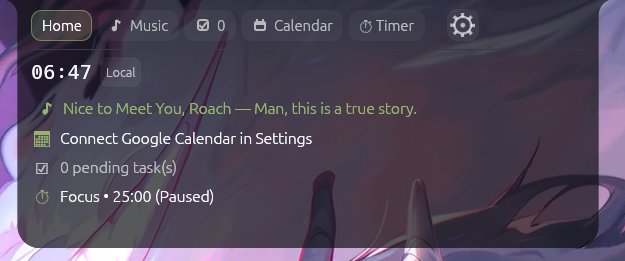 Home Music 0 Calendar Timer
06:47 Local
Nice to Meet You, Roach — Man, this is a true story.
Connect Google Calendar in Settings
0 pending task(s)
Focus • 25:00 (Paused)